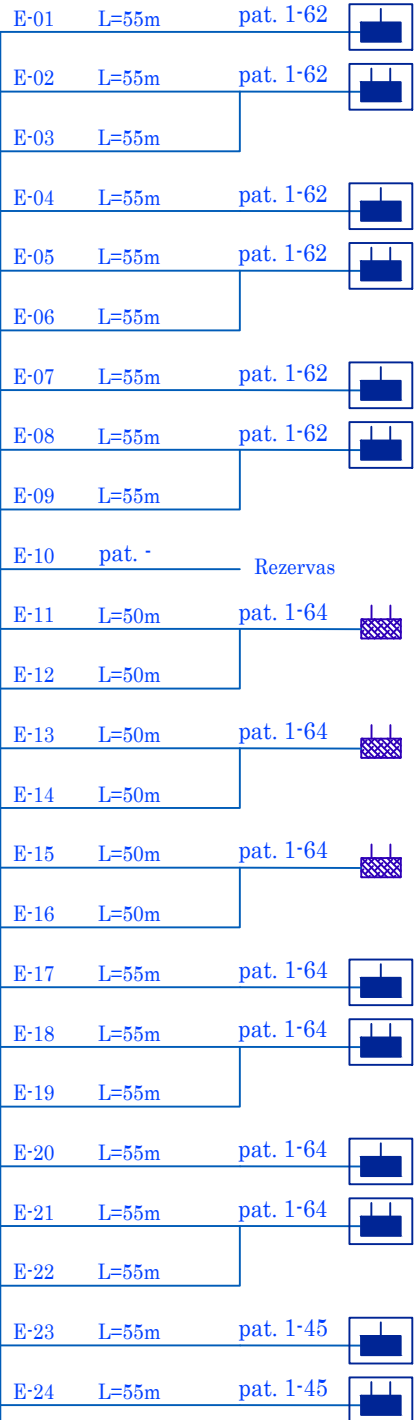 E-01 L=55m pat. 1-62
E-02 L=55m pat. 1-62
E-03 L=55m
E-04 L=55m pat. 1-62
E-05 L=55m pat. 1-62
E-06 L=55m
E-07 L=55m pat. 1-62
E-08 L=55m pat. 1-62
E-09 L=55m
E-10 pat. - Rezervas
E-11 L=50m pat. 1-64
E-12 L=50m
E-13 L=50m pat. 1-64
E-14 L=50m
E-15 L=50m pat. 1-64
E-16 L=50m
E-17 L=55m pat. 1-64
E-18 L=55m pat. 1-64
E-19 L=55m
E-20 L=55m pat. 1-64
E-21 L=55m pat. 1-64
E-22 L=55m
E-23 L=55m pat. 1-45
E-24 L=55m pat. 1-45